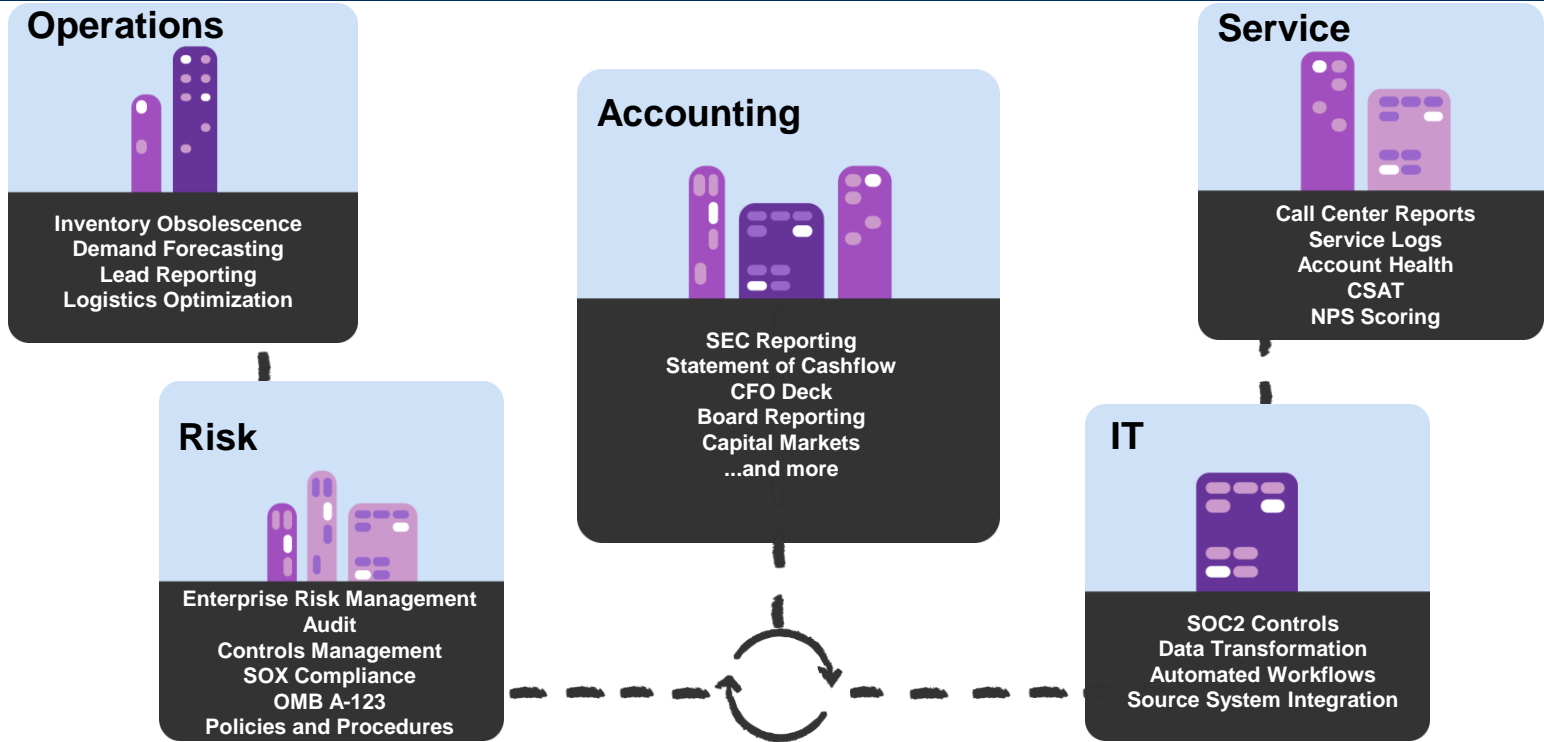 Operations
Inventory Obsolescence
Demand Forecasting
Lead Reporting
Logistics Optimization
Risk
Enterprise Risk Management
Audit
Controls Management
SOX Compliance
OMB A-123
Policies and Procedures
Accounting
SEC Reporting
Statement of Cashflow
CFO Deck
Board Reporting
Capital Markets
...and more
Service
Call Center Reports
Service Logs
Account Health
CSAT
NPS Scoring
IT
SOC2 Controls
Data Transformation
Automated Workflows
Source System Integration